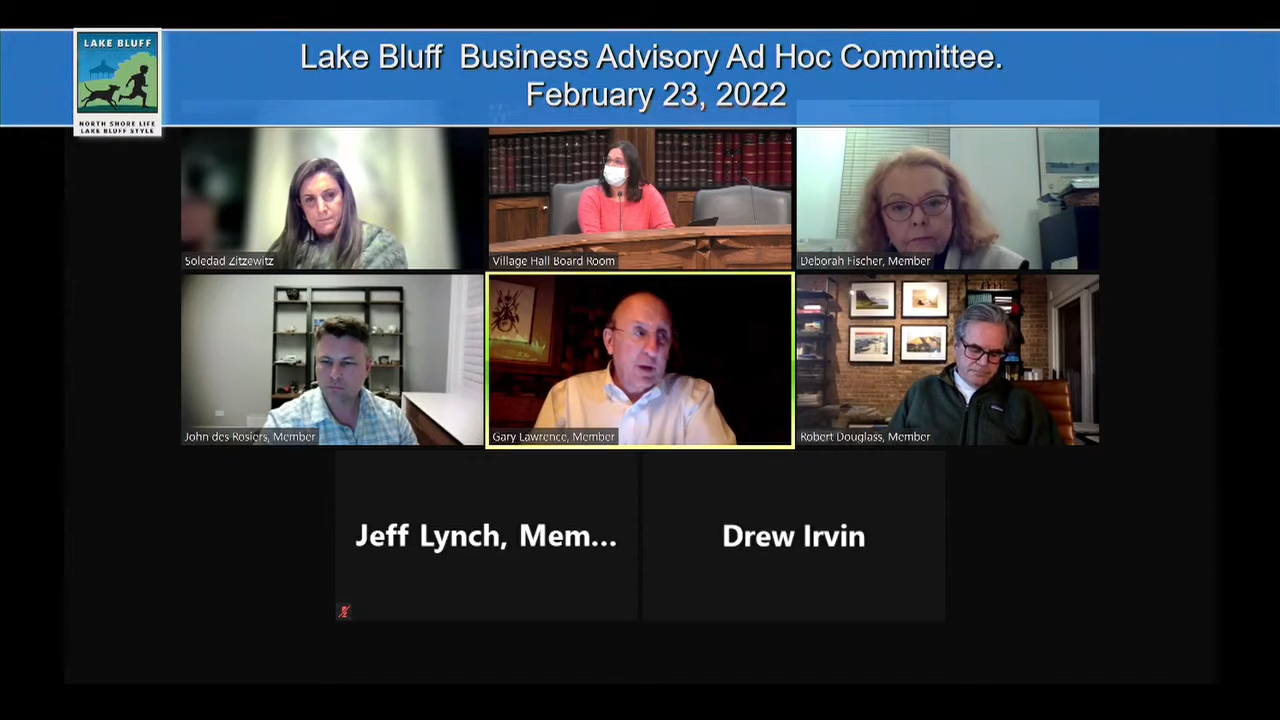 LAKE BLUFF
NORTH SHORE LIFE
LAKE BLUFF STYLE
Lake Bluff Business Advisory Ad Hoc Committee.
February 23, 2022
Soledad Zitzewitz
Village Hall Board Room
Deborah Fischer, Member
John des Rosiers, Member
Gary Lawrence, Member
Robert Douglass, Member
Jeff Lynch, Mem...
Drew Irvin